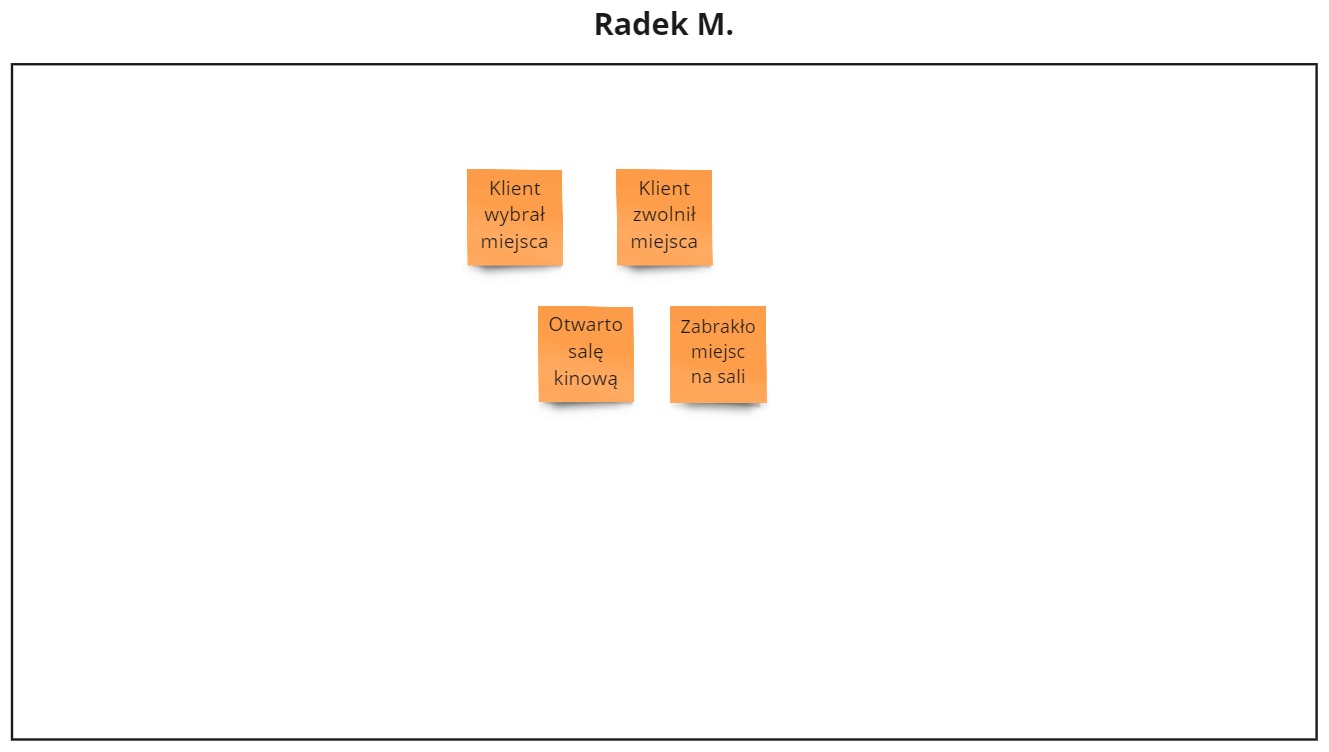 Radek M.
Klient
wybrał
miejsca
Klient
zwolnił
miejsca
Otwarto
salę
kinową
Zabrakło
miejsc
na sali